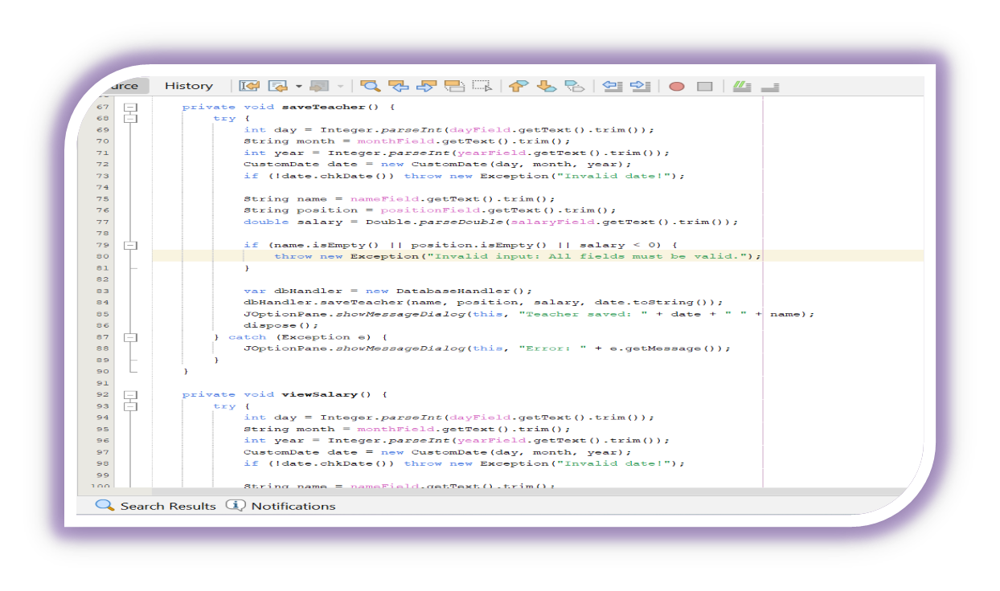 urce History
67 private void saveTeacher() {
68 try {
69 int day = Integer.parseInt(dayField.getText().trim());
70 String month = monthField.getText().trim();
71 int year = Integer.parseInt(yearField.getText().trim());
72 CustomDate date = new CustomDate(day, month, year);
73 if (!date.chkDate()) throw new Exception("Invalid date!");
74
75 String name = nameField.getText().trim();
76 String position = positionField.getText().trim();
77 double salary = Double.parseDouble(salaryField.getText().trim());
78
79 if (name.isEmpty() || position.isEmpty() || salary < 0) {
80 throw new Exception("Invalid input: All fields must be valid.");
81 }
82
83 var dbHandler = new DatabaseHandler();
84 dbHandler.saveTeacher(name, position, salary, date.toString());
85 JOptionPane.showMessageDialog(this, "Teacher saved: " + date + " " + name);
86 dispose();
87 } catch (Exception e) {
88 JOptionPane.showMessageDialog(this, "Error: " + e.getMessage());
89 }
90 }
91
92 private void viewSalary() {
93 try {
94 int day = Integer.parseInt(dayField.getText().trim());
95 String month = monthField.getText().trim();
96 int year = Integer.parseInt(yearField.getText().trim());
97 CustomDate date = new CustomDate(day, month, year);
98 if (!date.chkDate()) throw new Exception("Invalid date!");
99
100 String name = nameField.getText().trim();
Search Results Notifications